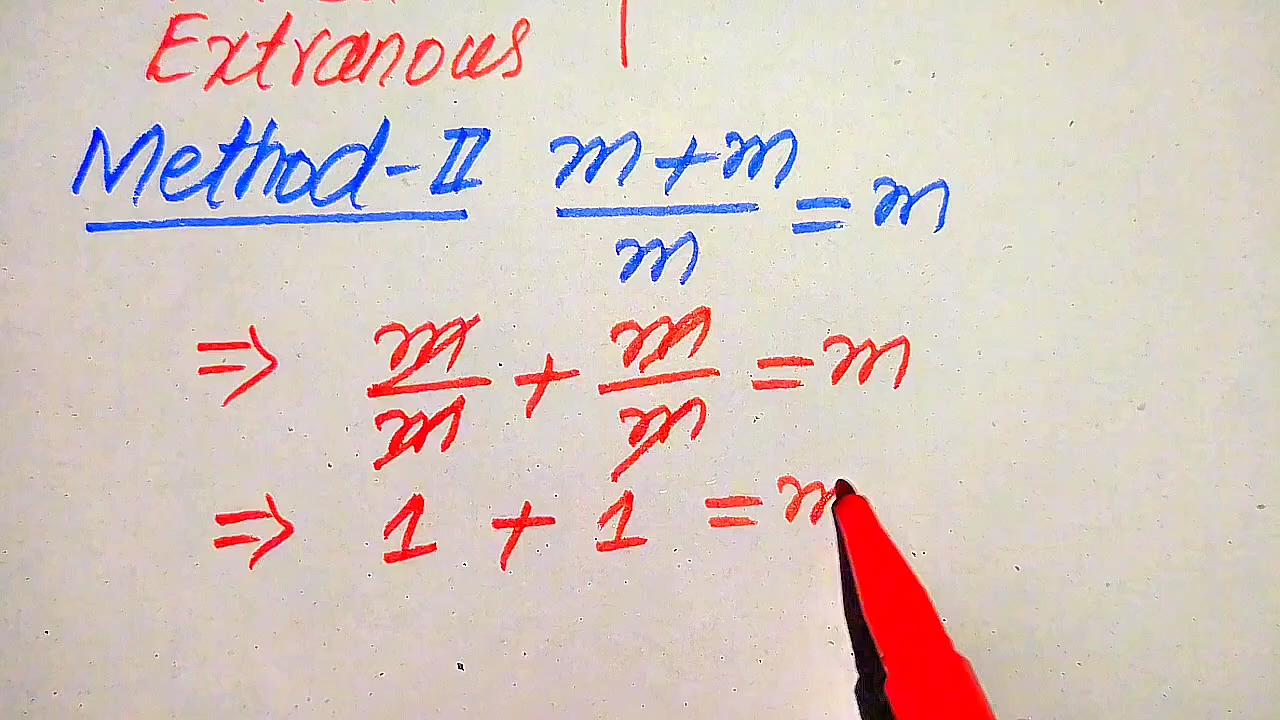 Extranous
Method-II m+m/m = m
⇒ m/m + m/m = m
⇒ 1 + 1 = m